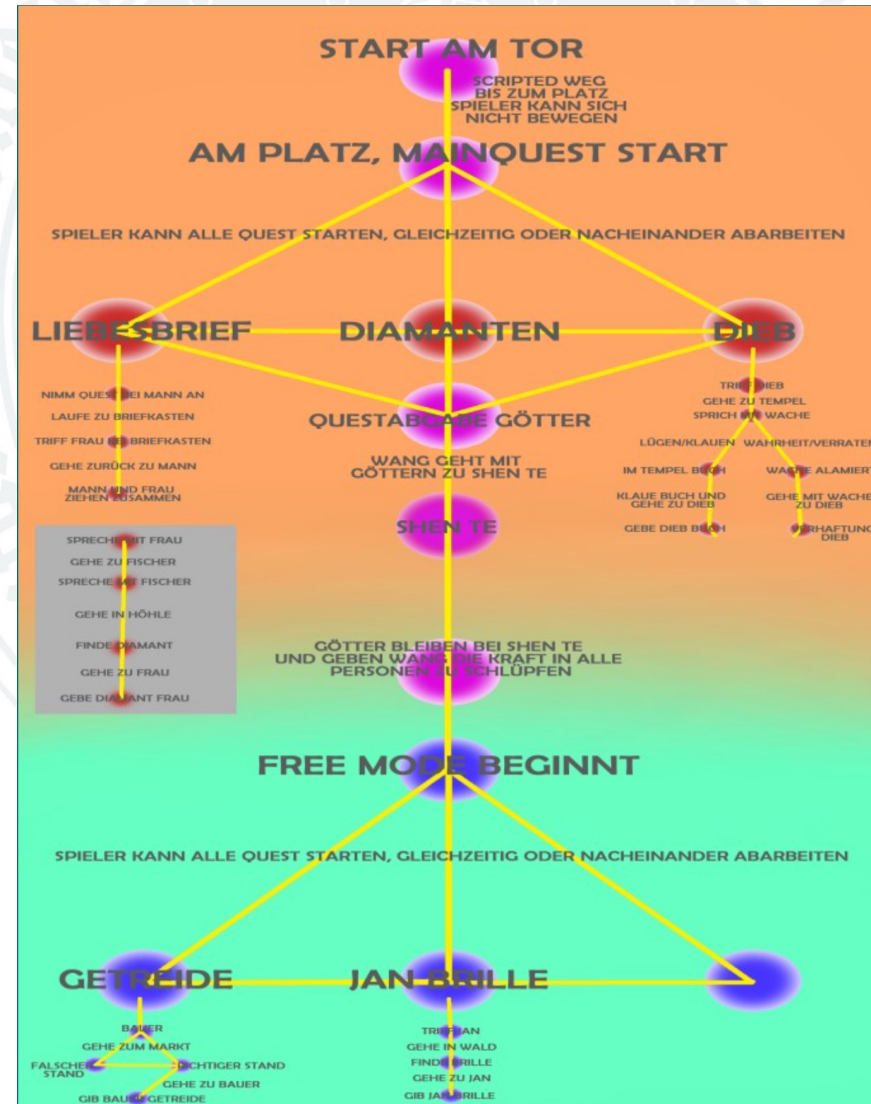 START AM TOR
SCRIPTED WEG
BIS ZUM PLATZ
SPIELER KANN SICH
NICHT BEWEGEN
AM PLATZ, MAINQUEST START
SPIELER KANN ALLE QUEST STARTEN, GLEICHZEITIG ODER NACHEINANDER ABARBEITEN
LIEBESBRIEF
DIAMANTEN
DIEB
NIMM QUEST BEI MANN AN
LAUFE ZU BRIEFKASTEN
TRIFF FRAU BEI BRIEFKASTEN
GEHE ZURÜCK ZU MANN
MANN UND FRAU
ZIEHEN ZUSAMMEN
QUESTABGABE GÖTTER
WANG GEHT MIT
GÖTTERN ZU SHEN TE
SHEN TE
TRIFF DIEB
GEHE ZU TEMPEL
SPRICH MIT WACHE
LÜGEN/KLAUEN
WAHRHEIT/VERRATEN
IM TEMPEL BUCH
WACHE ALAMIERT
KLAUE BUCH UND
GEHE ZU DIEB
GEHE MIT WACHE
ZU DIEB
GEBE DIEB BUCH
VERHAFTUNG
DIEB
SPRECHE MIT FRAU
GEHE ZU FISCHER
SPRECHE MIT FISCHER
GEHE IN HÖHLE
FINDE DIAMANT
GEHE ZU FRAU
GEBE DIAMANT FRAU
GÖTTER BLEIBEN BEI SHEN TE
UND GEBEN WANG DIE KRAFT IN ALLE
PERSONEN ZU SCHLÜPFEN
FREE MODE BEGINNT
SPIELER KANN ALLE QUEST STARTEN, GLEICHZEITIG ODER NACHEINANDER ABARBEITEN
GETREIDE
JAN BRILLE
BAUER
GEHE ZUM MARKT
FALSCHER
STAND
RICHTIGER STAND
GEHE ZU BAUER
GIB BAUER GETREIDE
TRIFF JAN
GEHE IN WALD
FINDE BRILLE
GEHE ZU JAN
GIB JAN BRILLE